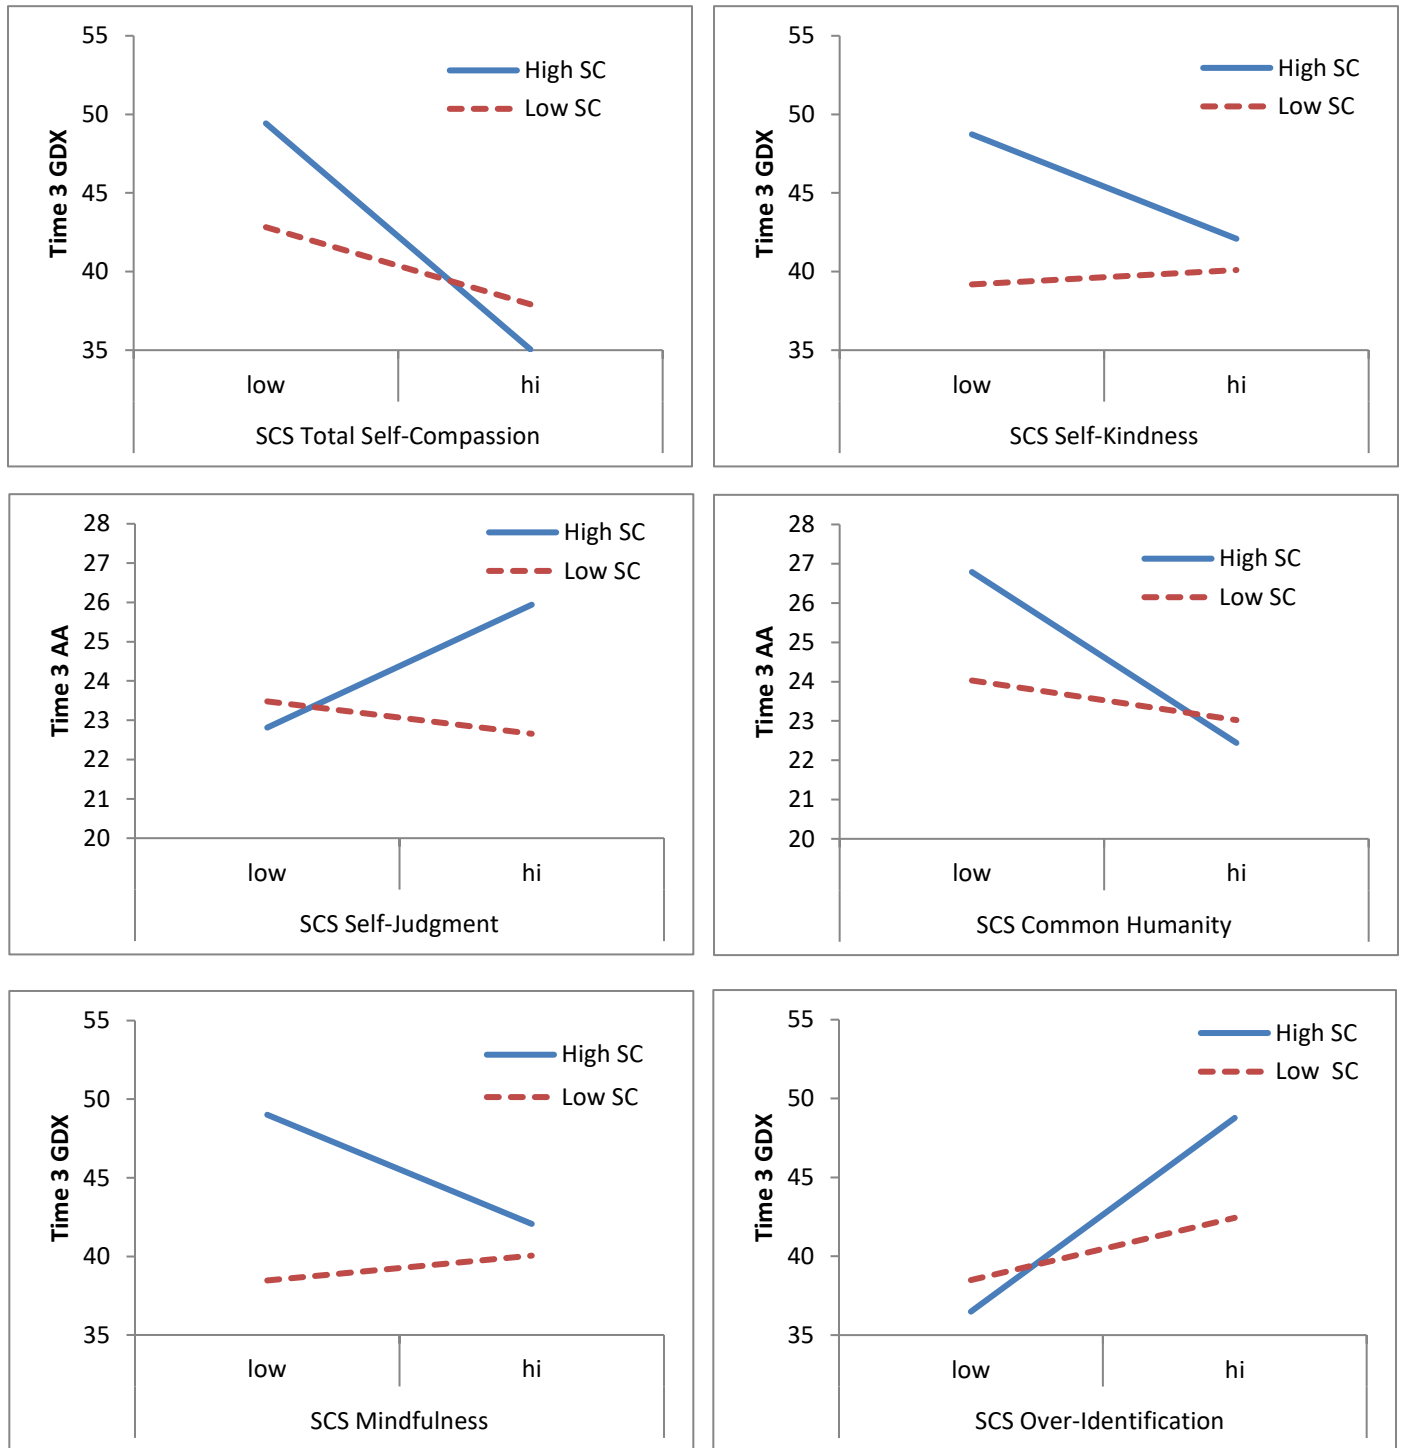 55
50
45
40
35
Time 3 GDX
High SC
Low SC
low hi
SCS Total Self-Compassion
55
50
45
40
35
Time 3 GDX
High SC
Low SC
low hi
SCS Self-Kindness
28
27
26
25
24
23
22
21
20
Time 3 AA
High SC
Low SC
low hi
SCS Self-Judgment
28
27
26
25
24
23
22
21
20
Time 3 AA
High SC
Low SC
low hi
SCS Common Humanity
55
50
45
40
35
Time 3 GDX
High SC
Low SC
low hi
SCS Mindfulness
55
50
45
40
35
Time 3 GDX
High SC
Low  SC
low hi
SCS Over-Identification